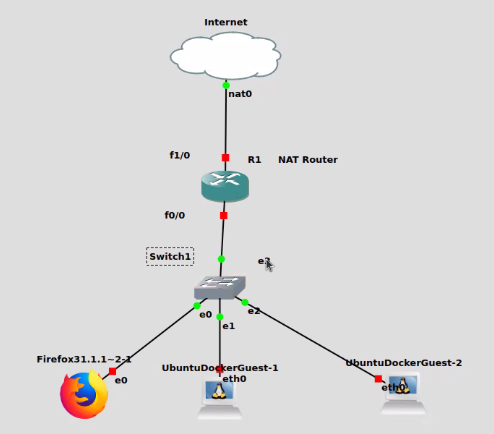 Internet
nat0
f1/0
R1 NAT Router
f0/0
Switch1
e3
e0
e1
e2
Firefox31.1.1~2-1
e0
UbuntuDockerGuest-1
eth0
UbuntuDockerGuest-2
eth0